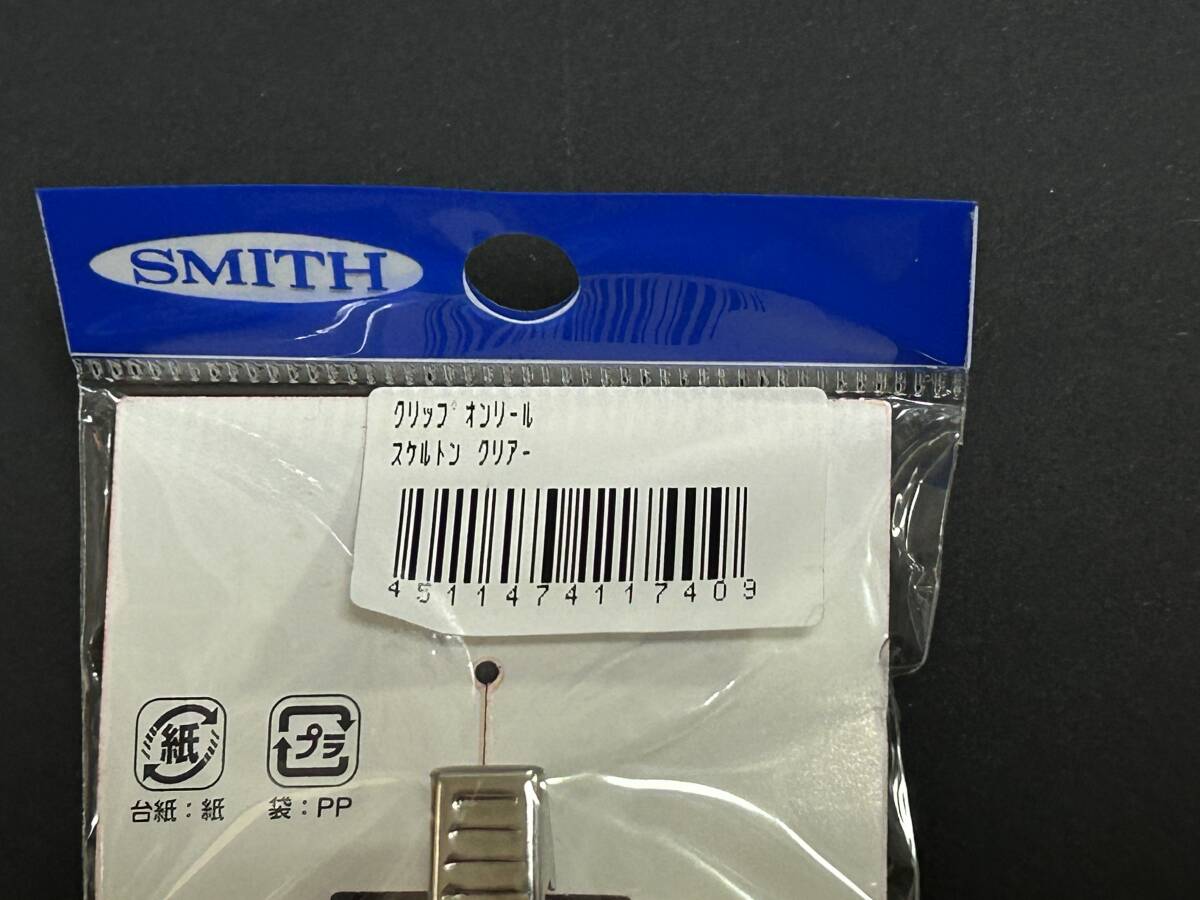 SMITH
ｸﾘｯﾌﾟｵﾝﾘｰﾙ
ｽｹﾙﾄﾝ ｸﾘｱｰ
4511474117409
紙 プラ
台紙：紙 袋：PP